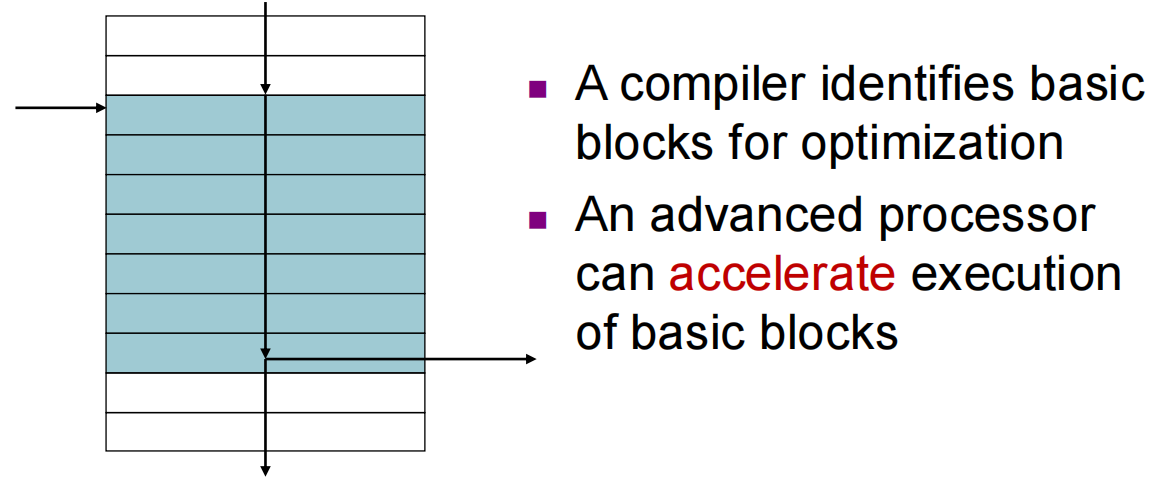 A compiler identifies basic
blocks for optimization
An advanced processor
can accelerate execution
of basic blocks